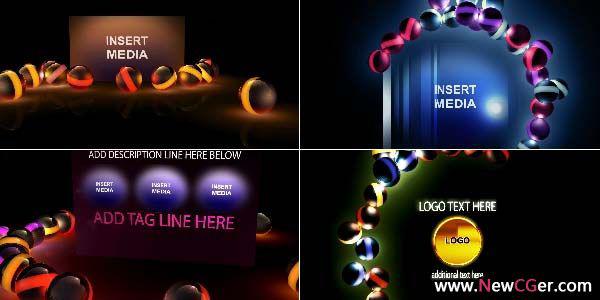 INSERT
MEDIA
INSERT
MEDIA
ADD DESCRIPTION LINE HERE BELOW
INSERT
MEDIA
INSERT
MEDIA
INSERT
MEDIA
ADD TAG LINE HERE
LOGO TEXT HERE
LOGO
additional text here
www.NewCGer.com